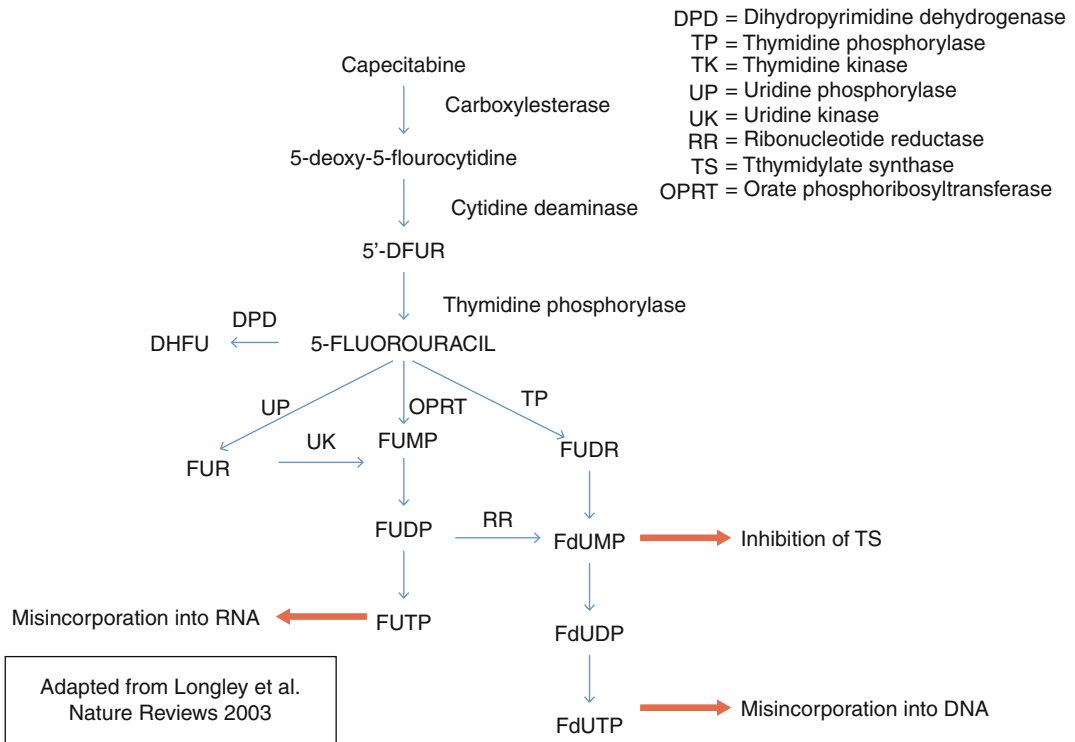 DPD = Dihydropyrimidine dehydrogenase
TP = Thymidine phosphorylase
TK = Thymidine kinase
UP = Uridine phosphorylase
UK = Uridine kinase
RR = Ribonucleotide reductase
TS = Tthymidylate synthase
OPRT = Orate phosphoribosyltransferase
Capecitabine
Carboxylesterase
5-deoxy-5-flourocytidine
Cytidine deaminase
5'-DFUR
Thymidine phosphorylase
DPD
DHFU
5-FLUOROURACIL
UP
OPRT
TP
FUR
UK
FUMP
FUDR
FUDP
RR
FdUMP
Inhibition of TS
Misincorporation into RNA
FUTP
FdUDP
FdUTP
Misincorporation into DNA
Adapted from Longley et al.
Nature Reviews 2003